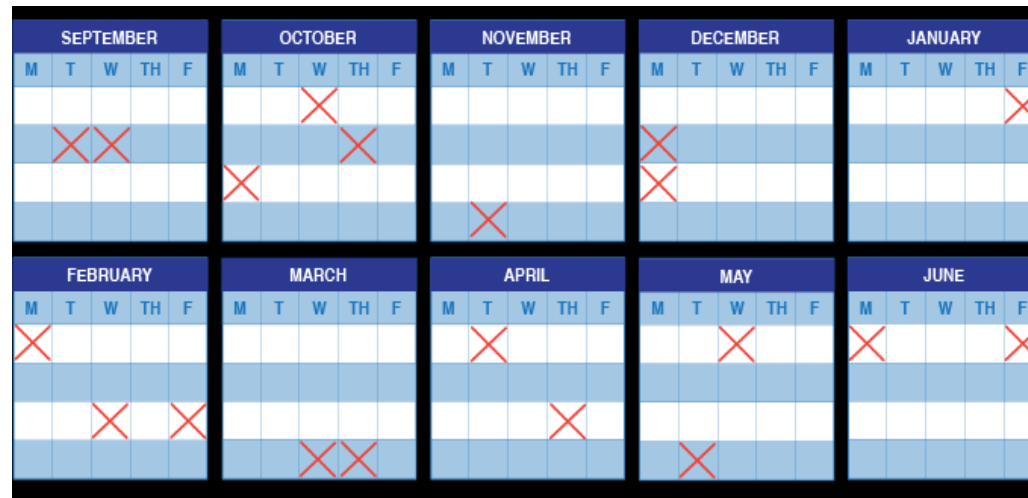 SEPTEMBER OCTOBER NOVEMBER DECEMBER JANUARY
M T W TH F M T W TH F M T W TH F M T W TH F M T W TH F
FEBRUARY MARCH APRIL MAY JUNE
M T W TH F M T W TH F M T W TH F M T W TH F M T W TH F